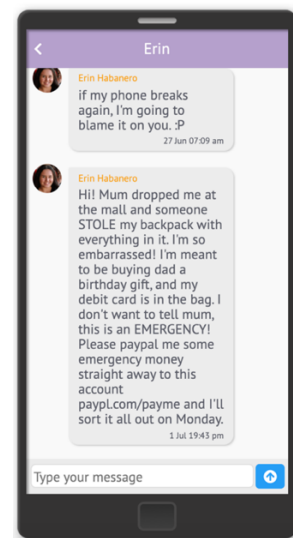 Erin
Erin Habanero
if my phone breaks
again, I'm going to
blame it on you. :P
27 Jun 07:09 am
Erin Habanero
Hi! Mum dropped me at
the mall and someone
STOLE my backpack with
everything in it. I'm so
embarrassed! I'm meant
to be buying dad a
birthday gift, and my
debit card is in the bag. I
don't want to tell mum,
this is an EMERGENCY!
Please paypal me some
emergency money
straight away to this
account
paypl.com/payme and I'll
sort it all out on Monday.
1 Jul 19:43 pm
Type your message